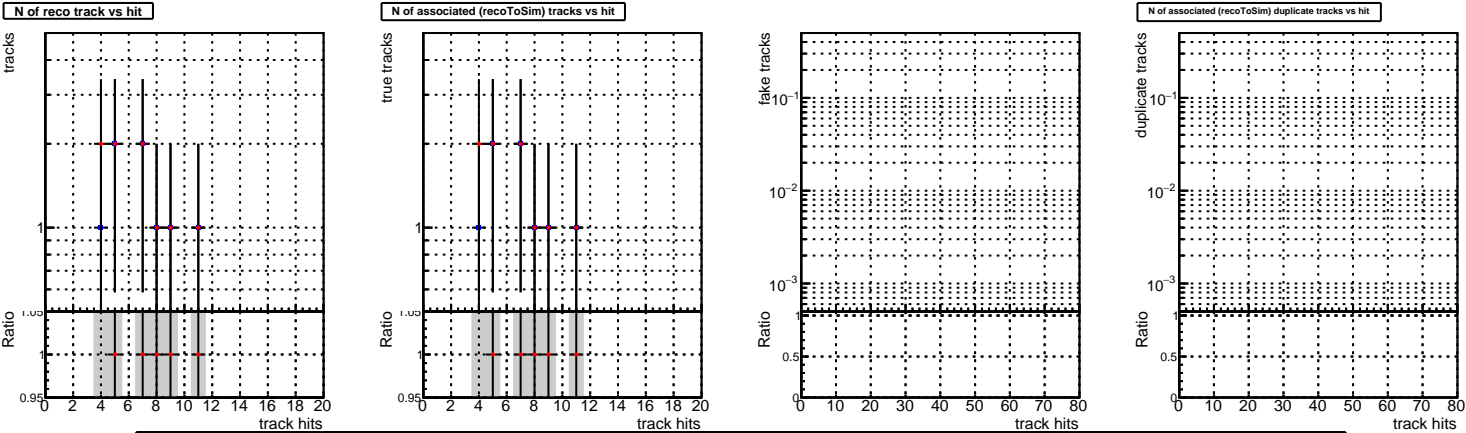 N of reco track vs hit
tracks
1
Ratio
1.05
1
0.95
0 2 4 6 8 10 12 14 16 18 20
track hits
N of associated (recoToSim) tracks vs hit
true tracks
1
Ratio
1.05
1
0.95
0 2 4 6 8 10 12 14 16 18 20
track hits
fake tracks
10−1
10−2
10−3
Ratio
1
0.5
0
0 10 20 30 40 50 60 70 80
track hits
N of associated (recoToSim) duplicate tracks vs hit
duplicate tracks
10−1
10−2
10−3
Ratio
1
0.5
0
0 10 20 30 40 50 60 70 80
track hits